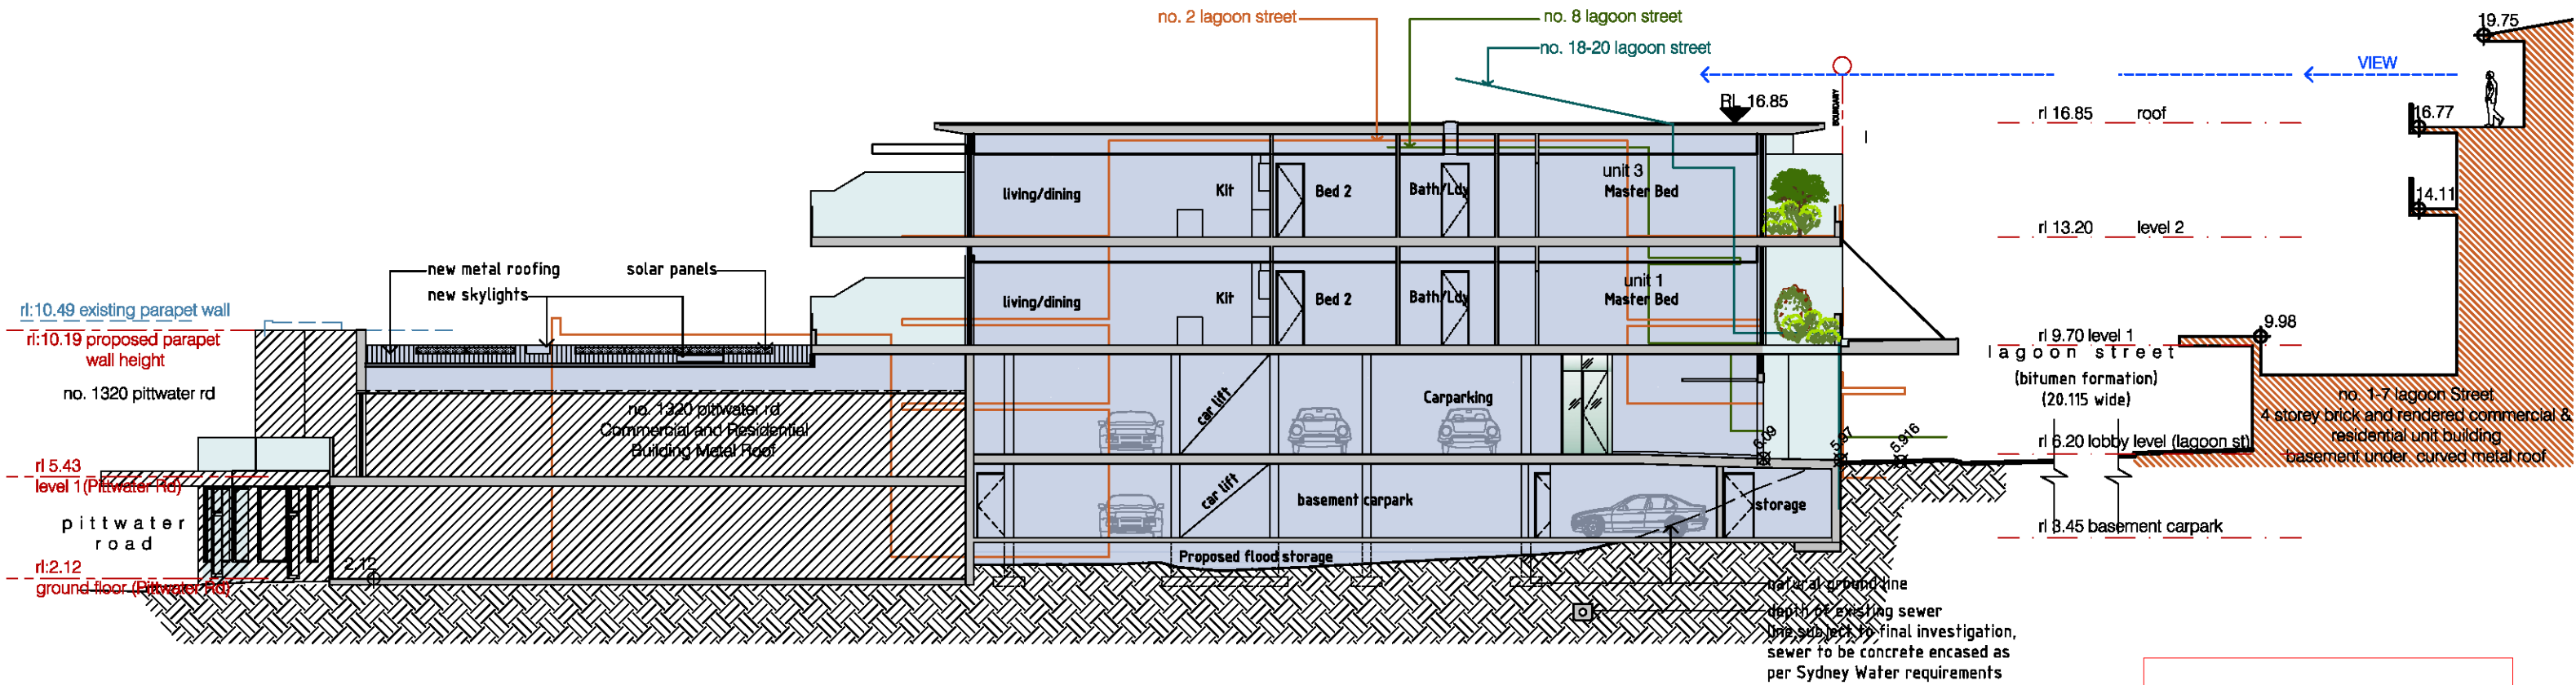 no. 2 lagoon street
no. 8 lagoon street
no. 18-20 lagoon street
19.75
VIEW
BOUNDARY
RL 16.85
rl 16.85 roof
16.77
unit 3
living/dining
Kit
Bed 2
Bath/Ldy
Master Bed
14.11
rl 13.20 level 2
new metal roofing
solar panels
new skylights
unit 1
living/dining
Kit
Bed 2
Bath/Ldy
Master Bed
rl:10.49 existing parapet wall
rl:10.19 proposed parapet
wall height
9.98
rl 9.70 level 1
lagoon street
(bitumen formation)
(20.115 wide)
no. 1320 pittwater rd
no. 1320 pittwater rd
Commercial and Residential
Building Metal Roof
car lift
Carparking
no. 1-7 lagoon Street
4 storey brick and rendered commercial &
residential unit building
basement under. curved metal roof
6.09
5.97
5.916
rl 6.20 lobby level (lagoon st)
rl 5.43
level 1(Pittwater Rd)
car lift
basement carpark
storage
pittwater
road
rl 3.45 basement carpark
Proposed flood storage
rl:2.12
ground floor (Pittwater Rd)
2.12
natural ground line
depth of existing sewer
line subject to final investigation,
sewer to be concrete encased as
per Sydney Water requirements